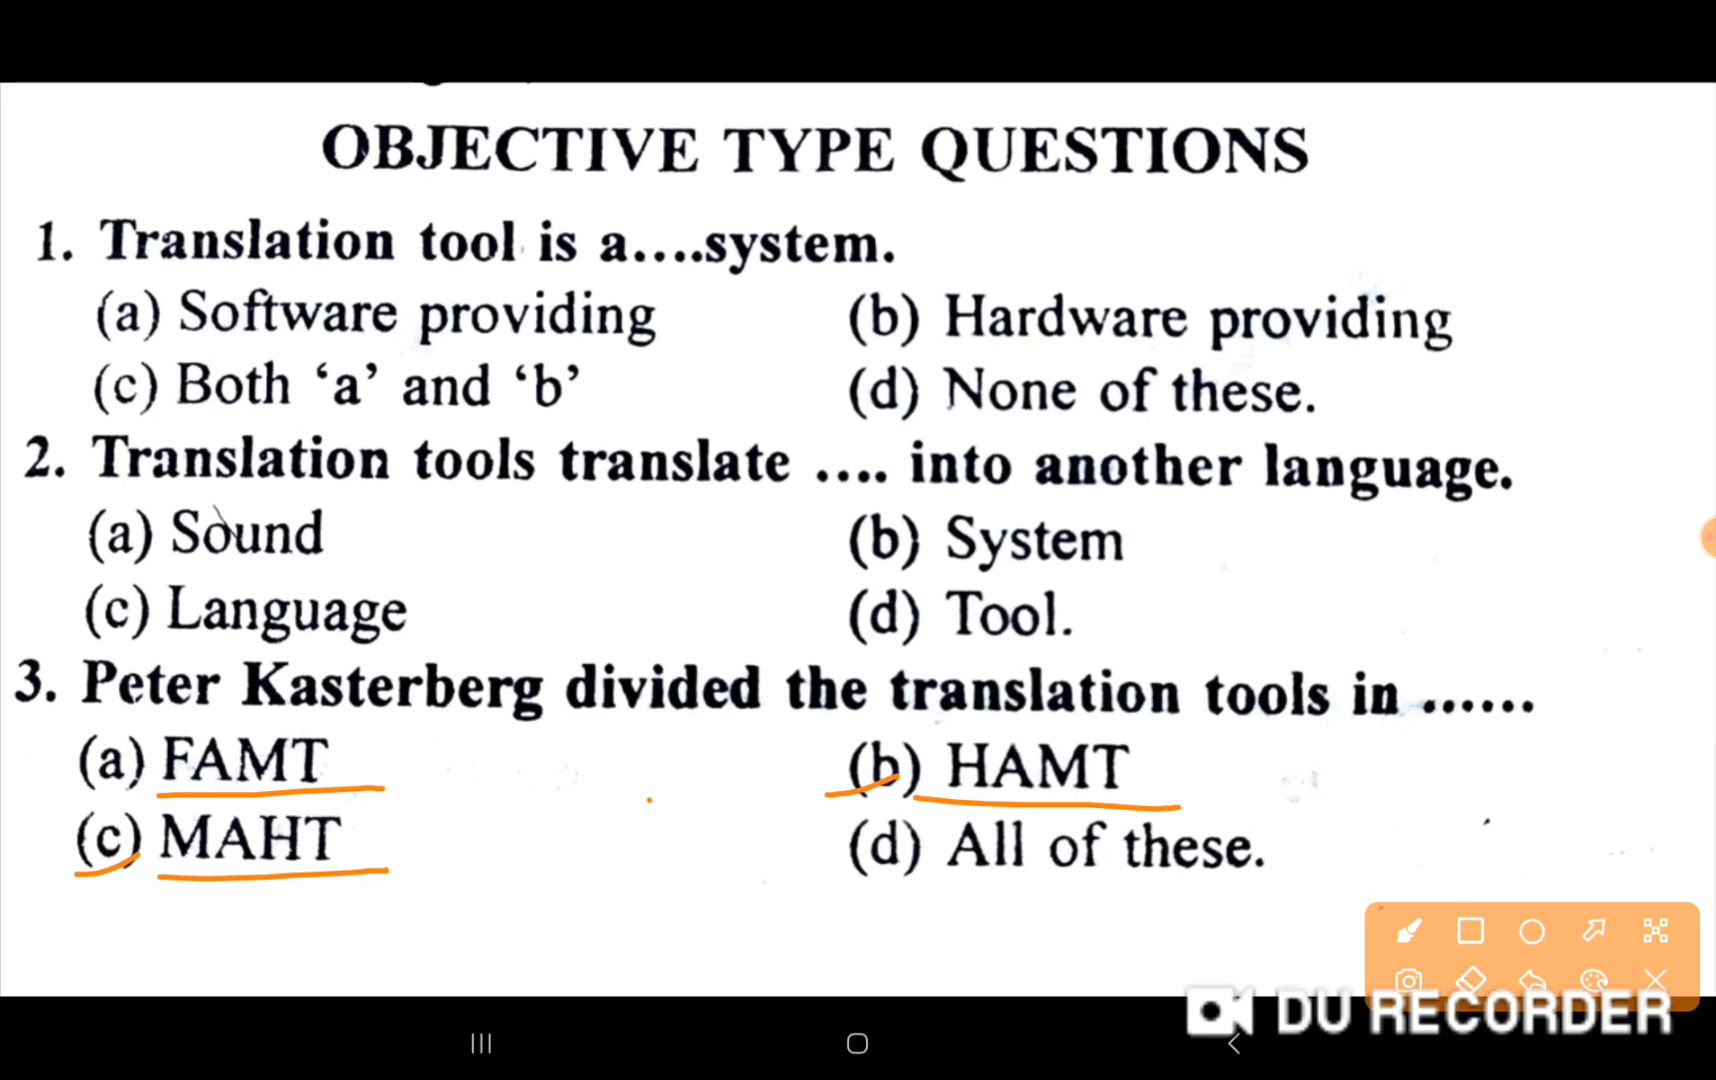 OBJECTIVE TYPE QUESTIONS
1. Translation tool is a....system.
(a) Software providing (b) Hardware providing
(c) Both ‘a’ and ‘b’ (d) None of these.
2. Translation tools translate .... into another language.
(a) Sound (b) System
(c) Language (d) Tool.
3. Peter Kasterberg divided the translation tools in ......
(a) FAMT (b) HAMT
(c) MAHT (d) All of these.
DU RECORDER